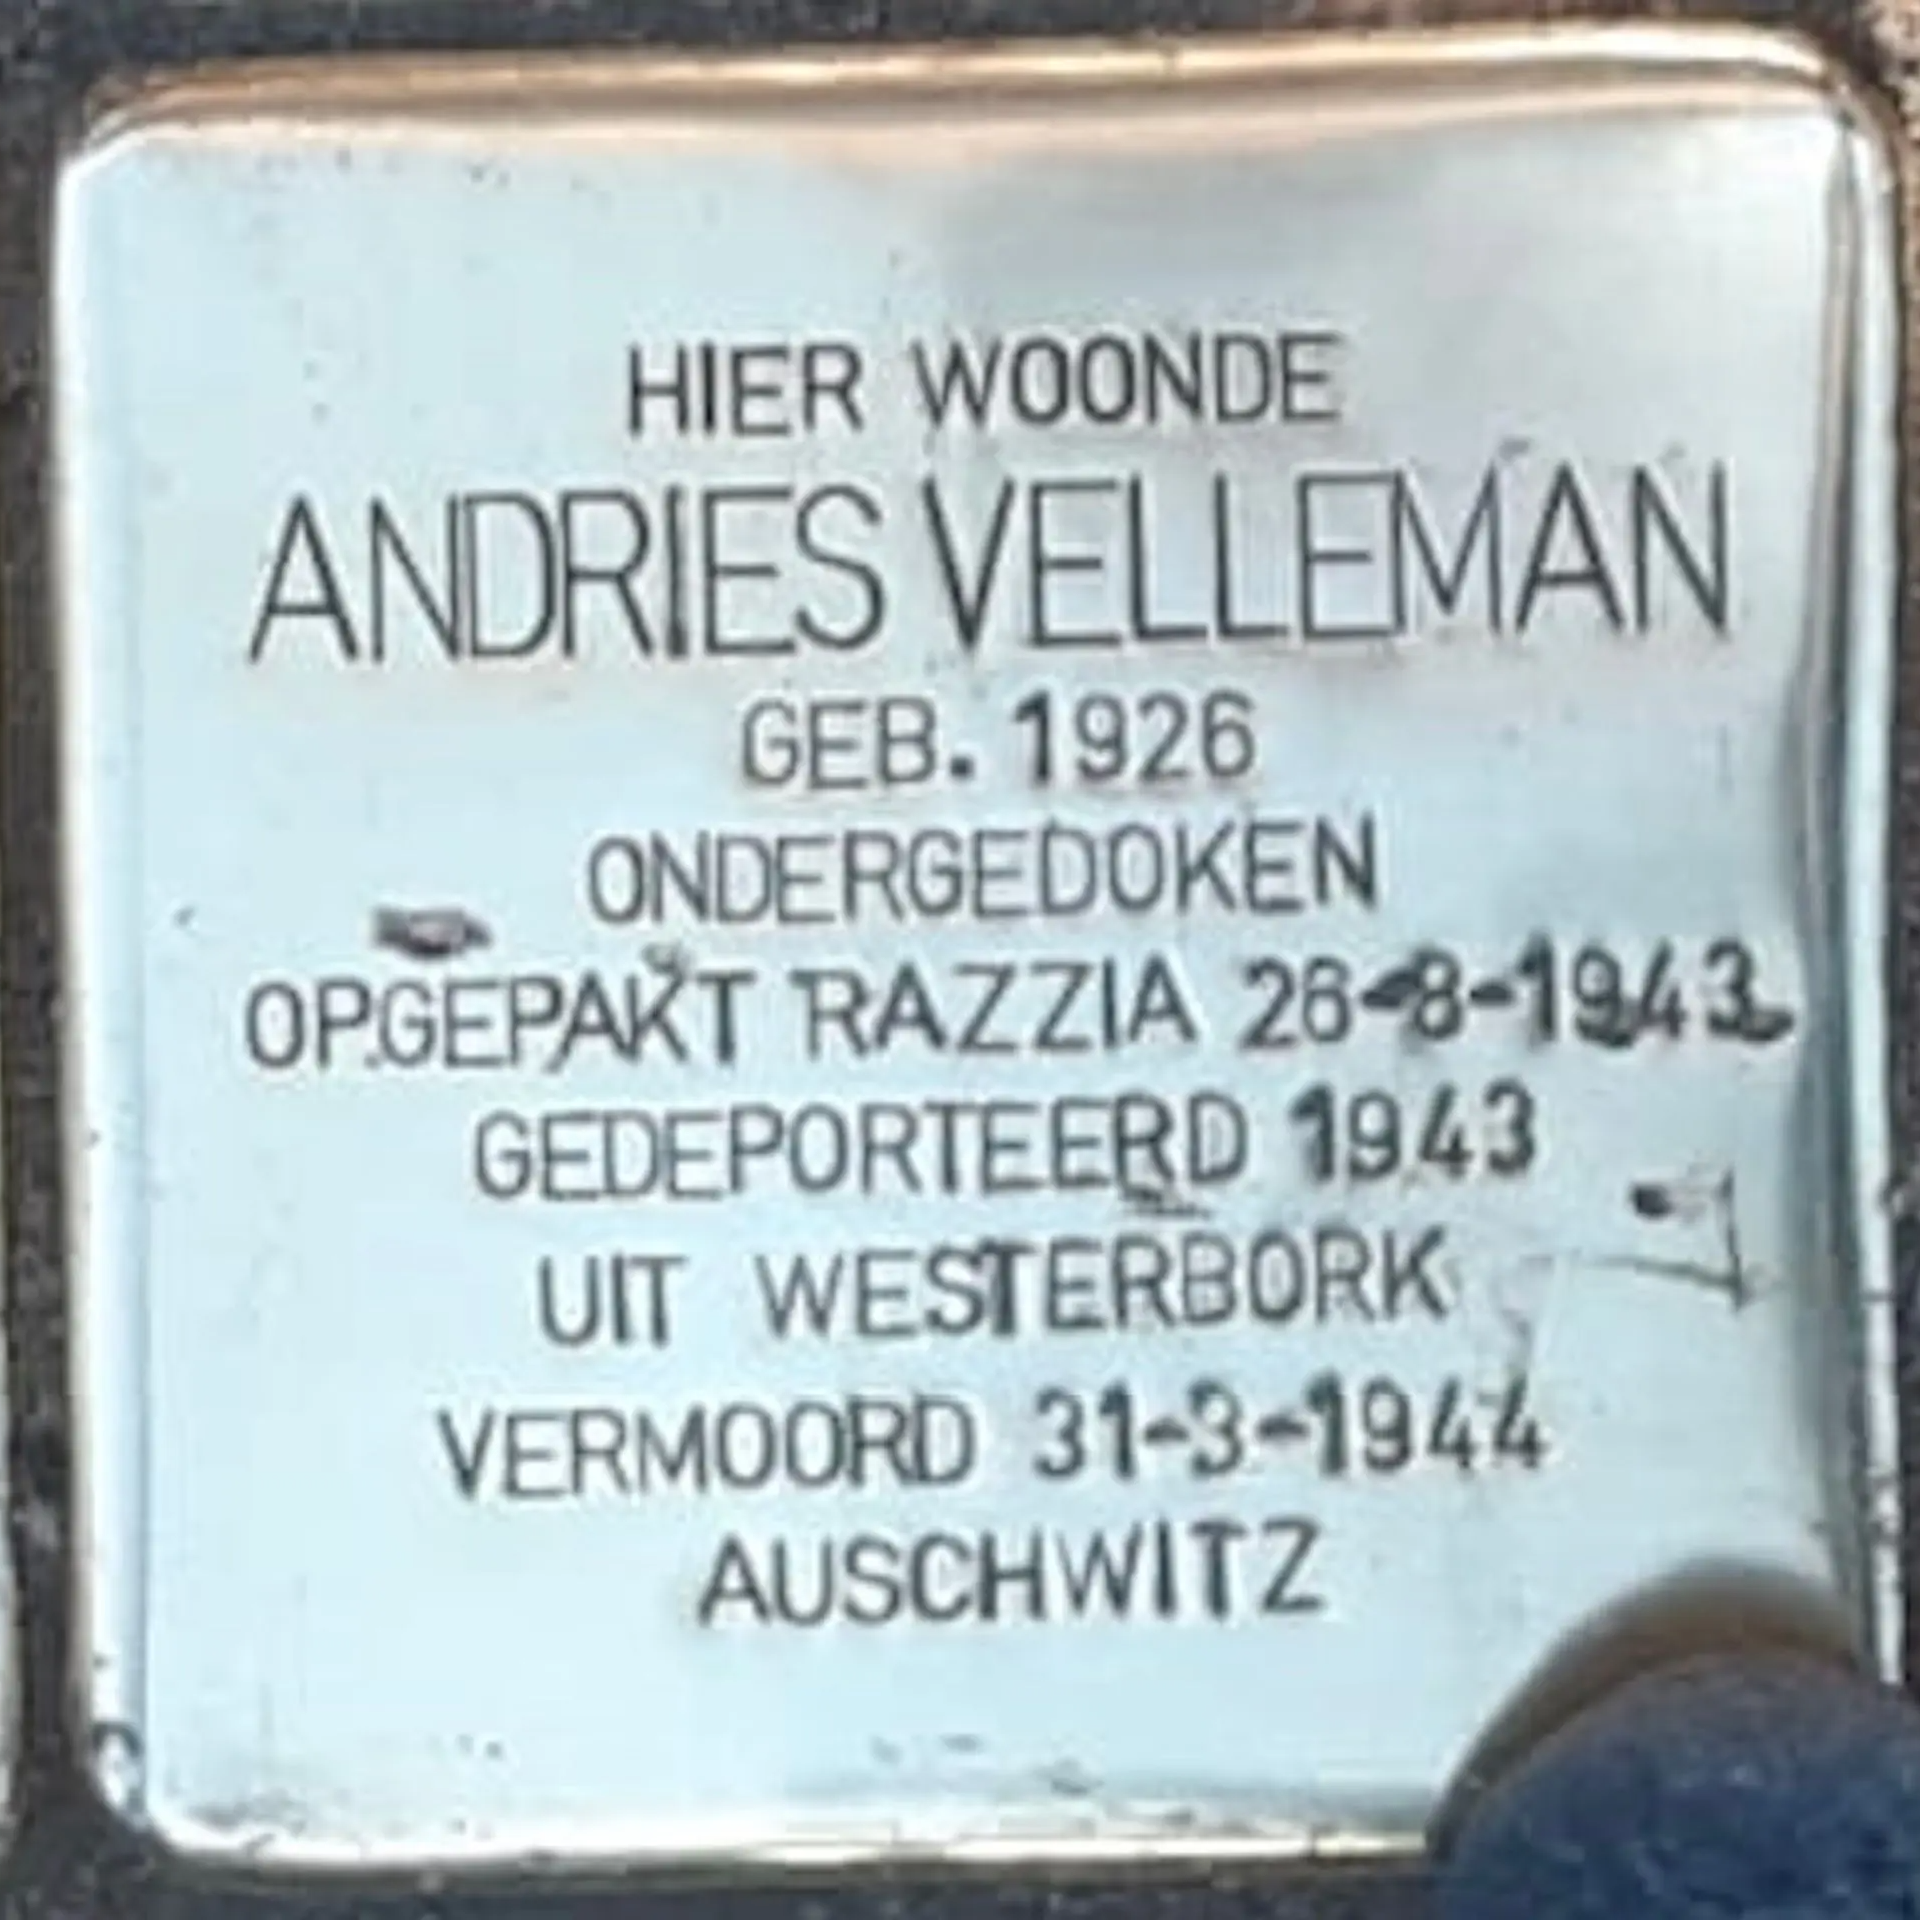 HIER WOONDE
ANDRIES VELLEMAN
GEB. 1926
ONDERGEDOKEN
OPGEPAKT RAZZIA 26-8-1943
GEDEPORTEERD 1943
UIT WESTERBORK
VERMOORD 31-3-1944
AUSCHWITZ